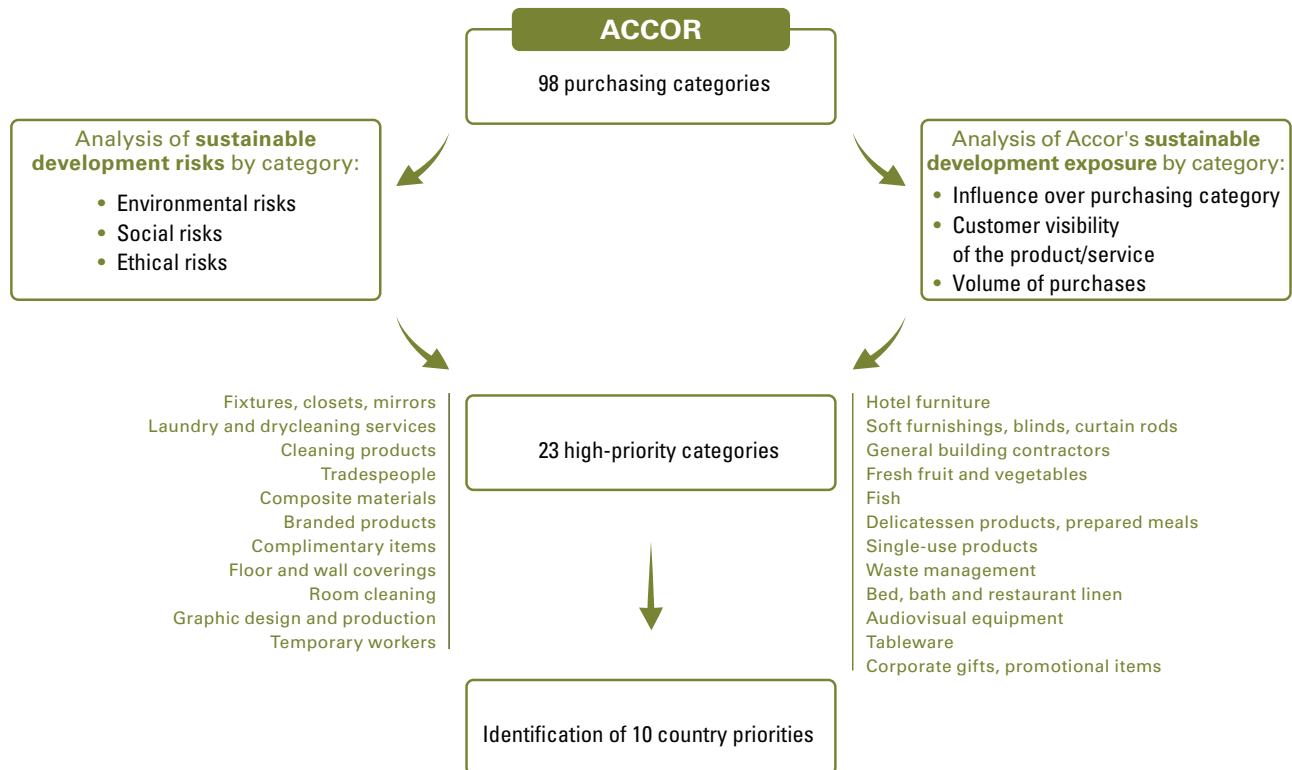 ACCOR
98 purchasing categories
Analysis of sustainable
development risks by category:
• Environmental risks
• Social risks
• Ethical risks
Analysis of Accor's sustainable
development exposure by category:
• Influence over purchasing category
• Customer visibility
of the product/service
• Volume of purchases
Fixtures, closets, mirrors
Laundry and drycleaning services
Cleaning products
Tradespeople
Composite materials
Branded products
Complimentary items
Floor and wall coverings
Room cleaning
Graphic design and production
Temporary workers
23 high-priority categories
Hotel furniture
Soft furnishings, blinds, curtain rods
General building contractors
Fresh fruit and vegetables
Fish
Delicatessen products, prepared meals
Single-use products
Waste management
Bed, bath and restaurant linen
Audiovisual equipment
Tableware
Corporate gifts, promotional items
Identification of 10 country priorities